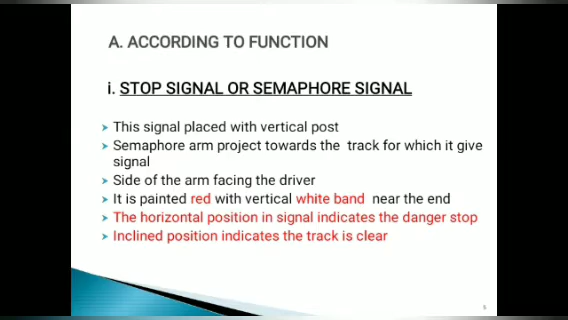 A. ACCORDING TO FUNCTION
i. STOP SIGNAL OR SEMAPHORE SIGNAL
➤ This signal placed with vertical post
➤ Semaphore arm project towards the track for which it give
signal
➤ Side of the arm facing the driver
➤ It is painted red with vertical white band near the end
➤ The horizontal position in signal indicates the danger stop
➤ Inclined position indicates the track is clear